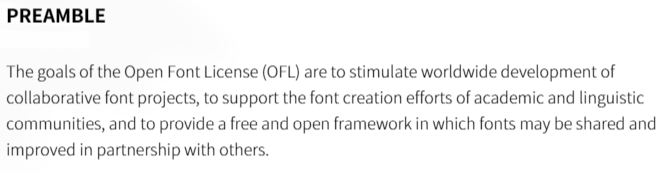 PREAMBLE
The goals of the Open Font License (OFL) are to stimulate worldwide development of
collaborative font projects, to support the font creation efforts of academic and linguistic
communities, and to provide a free and open framework in which fonts may be shared and
improved in partnership with others.